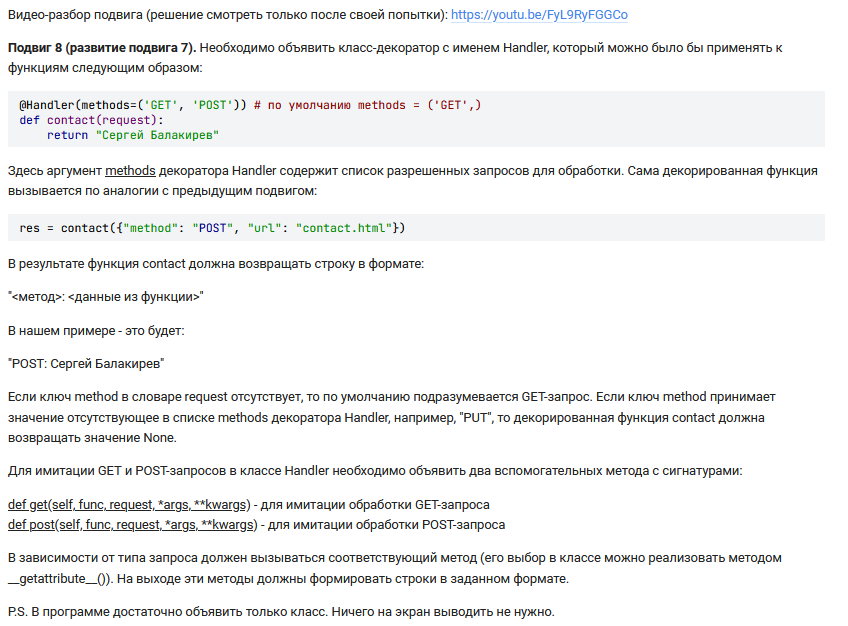 Видео-разбор подвига (решение смотреть только после своей попытки): https://youtu.be/FyL9RyFGGCo
Подвиг 8 (развитие подвига 7). Необходимо объявить класс-декоратор с именем Handler, который можно было бы применять к
функциям следующим образом:
@Handler(methods=('GET', 'POST')) # по умолчанию methods = ('GET',)
def contact(request):
    return "Сергей Балакирев"
Здесь аргумент methods декоратора Handler содержит список разрешенных запросов для обработки. Сама декорированная функция
вызывается по аналогии с предыдущим подвигом:
res = contact({"method": "POST", "url": "contact.html"})
В результате функция contact должна возвращать строку в формате:
"<метод>: <данные из функции>"
В нашем примере - это будет:
"POST: Сергей Балакирев"
Если ключ method в словаре request отсутствует, то по умолчанию подразумевается GET-запрос. Если ключ method принимает
значение отсутствующее в списке methods декоратора Handler, например, "PUT", то декорированная функция contact должна
возвращать значение None.
Для имитации GET и POST-запросов в классе Handler необходимо объявить два вспомогательных метода с сигнатурами:
def get(self, func, request, *args, **kwargs) - для имитации обработки GET-запроса
def post(self, func, request, *args, **kwargs) - для имитации обработки POST-запроса
В зависимости от типа запроса должен вызываться соответствующий метод (его выбор в классе можно реализовать методом
__getattribute__()). На выходе эти методы должны формировать строки в заданном формате.
P.S. В программе достаточно объявить только класс. Ничего на экран выводить не нужно.